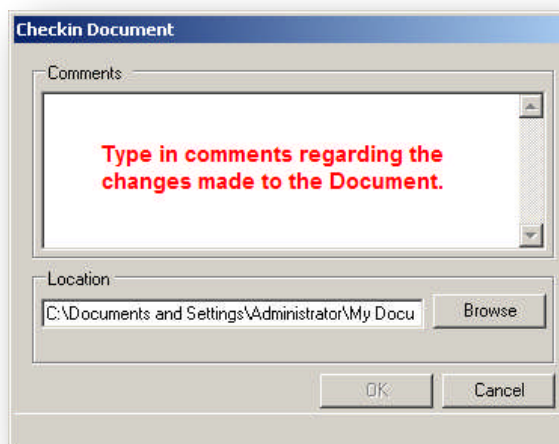 Checkin Document
Comments
Type in comments regarding the
changes made to the Document.
Location
C:\Documents and Settings\Administrator\My Docu
Browse
OK
Cancel